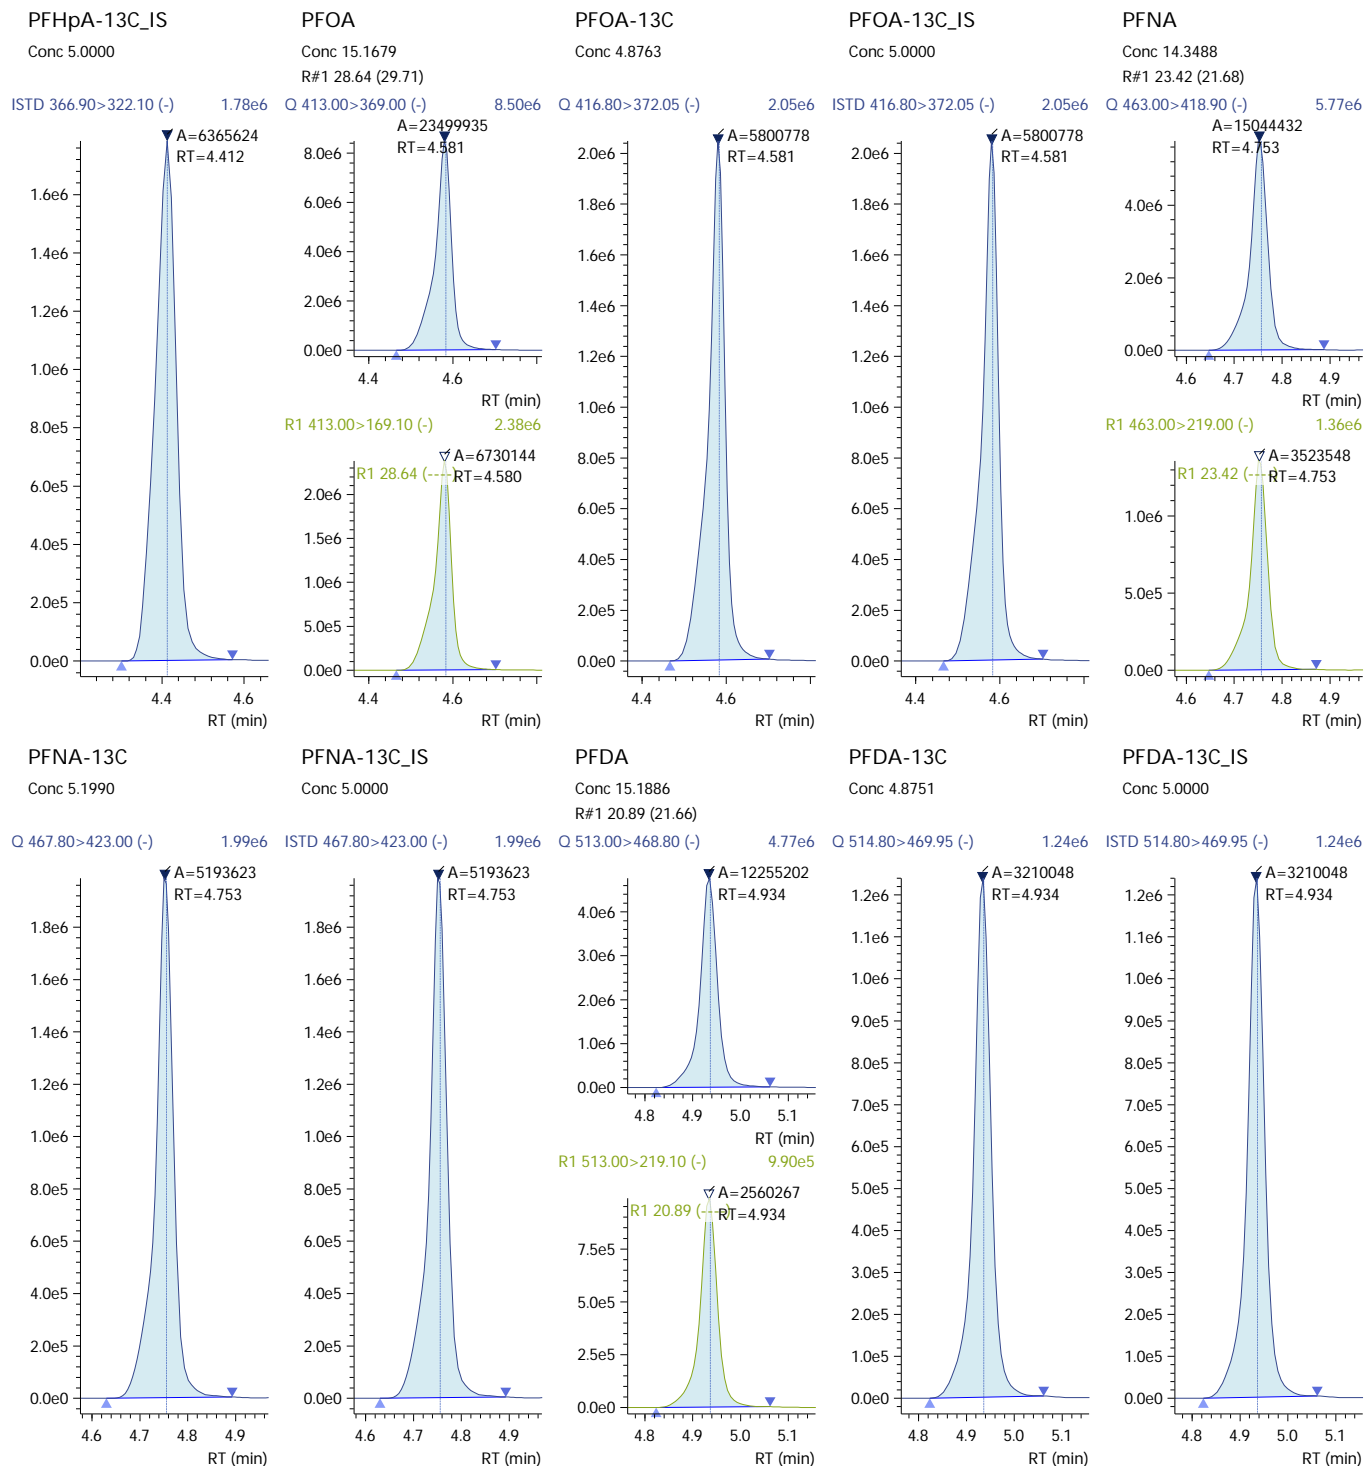 PFHpA-13C_IS
Conc 5.0000
ISTD 366.90>322.10 (-) 1.78e6
A=6365624
RT=4.412
1.6e6
1.4e6
1.2e6
1.0e6
8.0e5
6.0e5
4.0e5
2.0e5
0.0e0
4.4 4.6
RT (min)
PFOA
Conc 15.1679
R#1 28.64 (29.71)
Q 413.00>369.00 (-) 8.50e6
A=23499935
RT=4.581
8.0e6
6.0e6
4.0e6
2.0e6
0.0e0
4.4 4.6
RT (min)
R1 413.00>169.10 (-) 2.38e6
A=6730144
R1 28.64 (----)
RT=4.580
2.0e6
1.5e6
1.0e6
5.0e5
0.0e0
4.4 4.6
RT (min)
PFOA-13C
Conc 4.8763
Q 416.80>372.05 (-) 2.05e6
A=5800778
RT=4.581
2.0e6
1.8e6
1.6e6
1.4e6
1.2e6
1.0e6
8.0e5
6.0e5
4.0e5
2.0e5
0.0e0
4.4 4.6
RT (min)
PFOA-13C_IS
Conc 5.0000
ISTD 416.80>372.05 (-) 2.05e6
A=5800778
RT=4.581
2.0e6
1.8e6
1.6e6
1.4e6
1.2e6
1.0e6
8.0e5
6.0e5
4.0e5
2.0e5
0.0e0
4.4 4.6
RT (min)
PFNA
Conc 14.3488
R#1 23.42 (21.68)
Q 463.00>418.90 (-) 5.77e6
A=15044432
RT=4.753
4.0e6
2.0e6
0.0e0
4.6 4.7 4.8 4.9
RT (min)
R1 463.00>219.00 (-) 1.36e6
A=3523548
R1 23.42 (----)
RT=4.753
1.0e6
5.0e5
0.0e0
4.6 4.7 4.8 4.9
RT (min)
PFNA-13C
Conc 5.1990
Q 467.80>423.00 (-) 1.99e6
A=5193623
RT=4.753
1.8e6
1.6e6
1.4e6
1.2e6
1.0e6
8.0e5
6.0e5
4.0e5
2.0e5
0.0e0
4.6 4.7 4.8 4.9
RT (min)
PFNA-13C_IS
Conc 5.0000
ISTD 467.80>423.00 (-) 1.99e6
A=5193623
RT=4.753
1.8e6
1.6e6
1.4e6
1.2e6
1.0e6
8.0e5
6.0e5
4.0e5
2.0e5
0.0e0
4.6 4.7 4.8 4.9
RT (min)
PFDA
Conc 15.1886
R#1 20.89 (21.66)
Q 513.00>468.80 (-) 4.77e6
A=12255202
RT=4.934
4.0e6
3.0e6
2.0e6
1.0e6
0.0e0
4.8 4.9 5.0 5.1
RT (min)
R1 513.00>219.10 (-) 9.90e5
A=2560267
R1 20.89 (----)
RT=4.934
7.5e5
5.0e5
2.5e5
0.0e0
4.8 4.9 5.0 5.1
RT (min)
PFDA-13C
Conc 4.8751
Q 514.80>469.95 (-) 1.24e6
A=3210048
RT=4.934
1.2e6
1.1e6
1.0e6
9.0e5
8.0e5
7.0e5
6.0e5
5.0e5
4.0e5
3.0e5
2.0e5
1.0e5
0.0e0
4.8 4.9 5.0 5.1
RT (min)
PFDA-13C_IS
Conc 5.0000
ISTD 514.80>469.95 (-) 1.24e6
A=3210048
RT=4.934
1.2e6
1.1e6
1.0e6
9.0e5
8.0e5
7.0e5
6.0e5
5.0e5
4.0e5
3.0e5
2.0e5
1.0e5
0.0e0
4.8 4.9 5.0 5.1
RT (min)